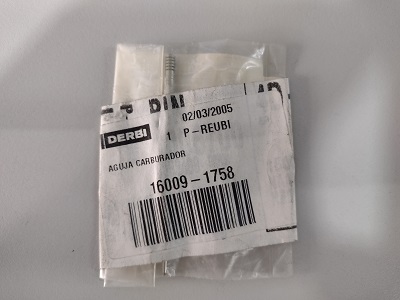 02/03/2005
DERBI 1 P-REUBI
AGUJA CARBURADOR
16009-1758